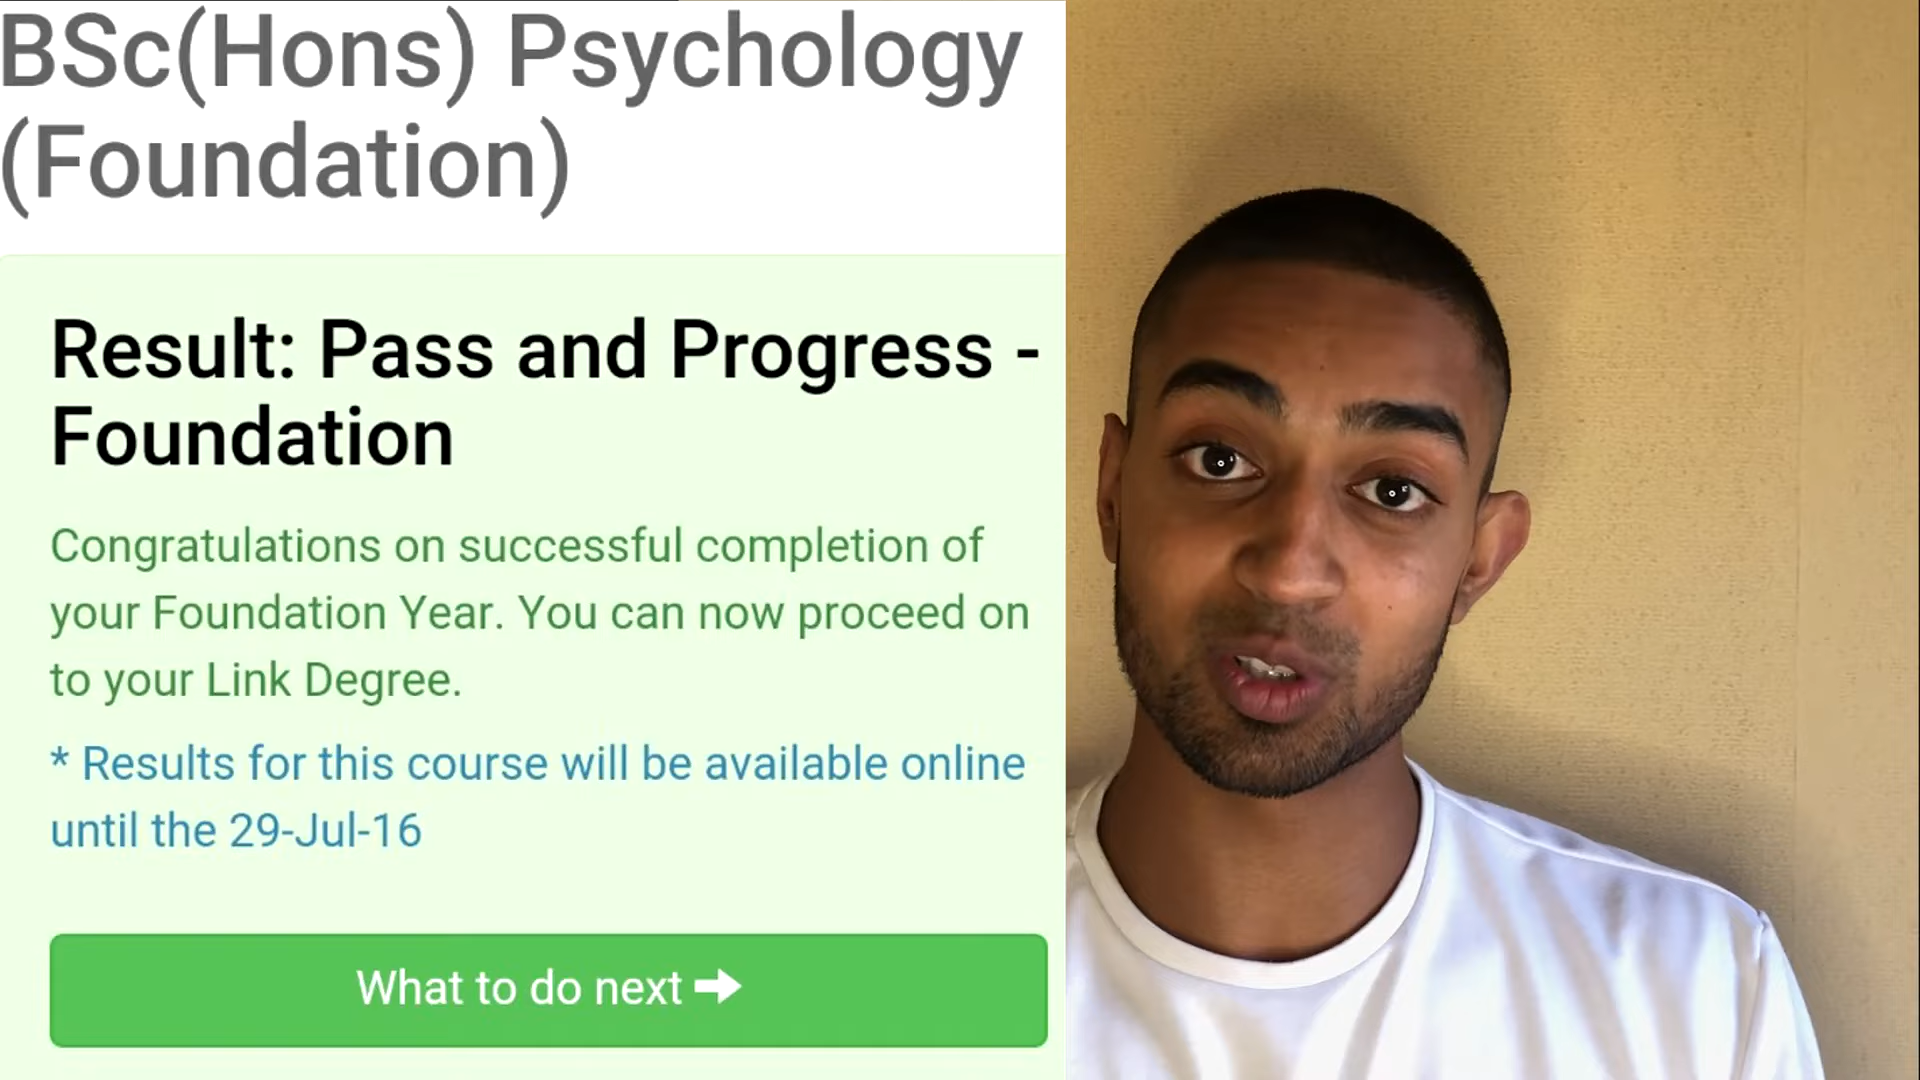 BSc(Hons) Psychology
(Foundation)
Result: Pass and Progress -
Foundation
Congratulations on successful completion of
your Foundation Year. You can now proceed on
to your Link Degree.
* Results for this course will be available online
until the 29-Jul-16
What to do next